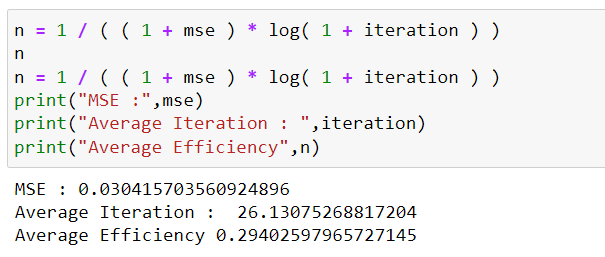 n = 1 / ( ( 1 + mse ) * log( 1 + iteration ) )
n
n = 1 / ( ( 1 + mse ) * log( 1 + iteration ) )
print("MSE :",mse)
print("Average Iteration : ",iteration)
print("Average Efficiency",n)
MSE : 0.030415703560924896
Average Iteration :  26.13075268817204
Average Efficiency 0.29402597965727145